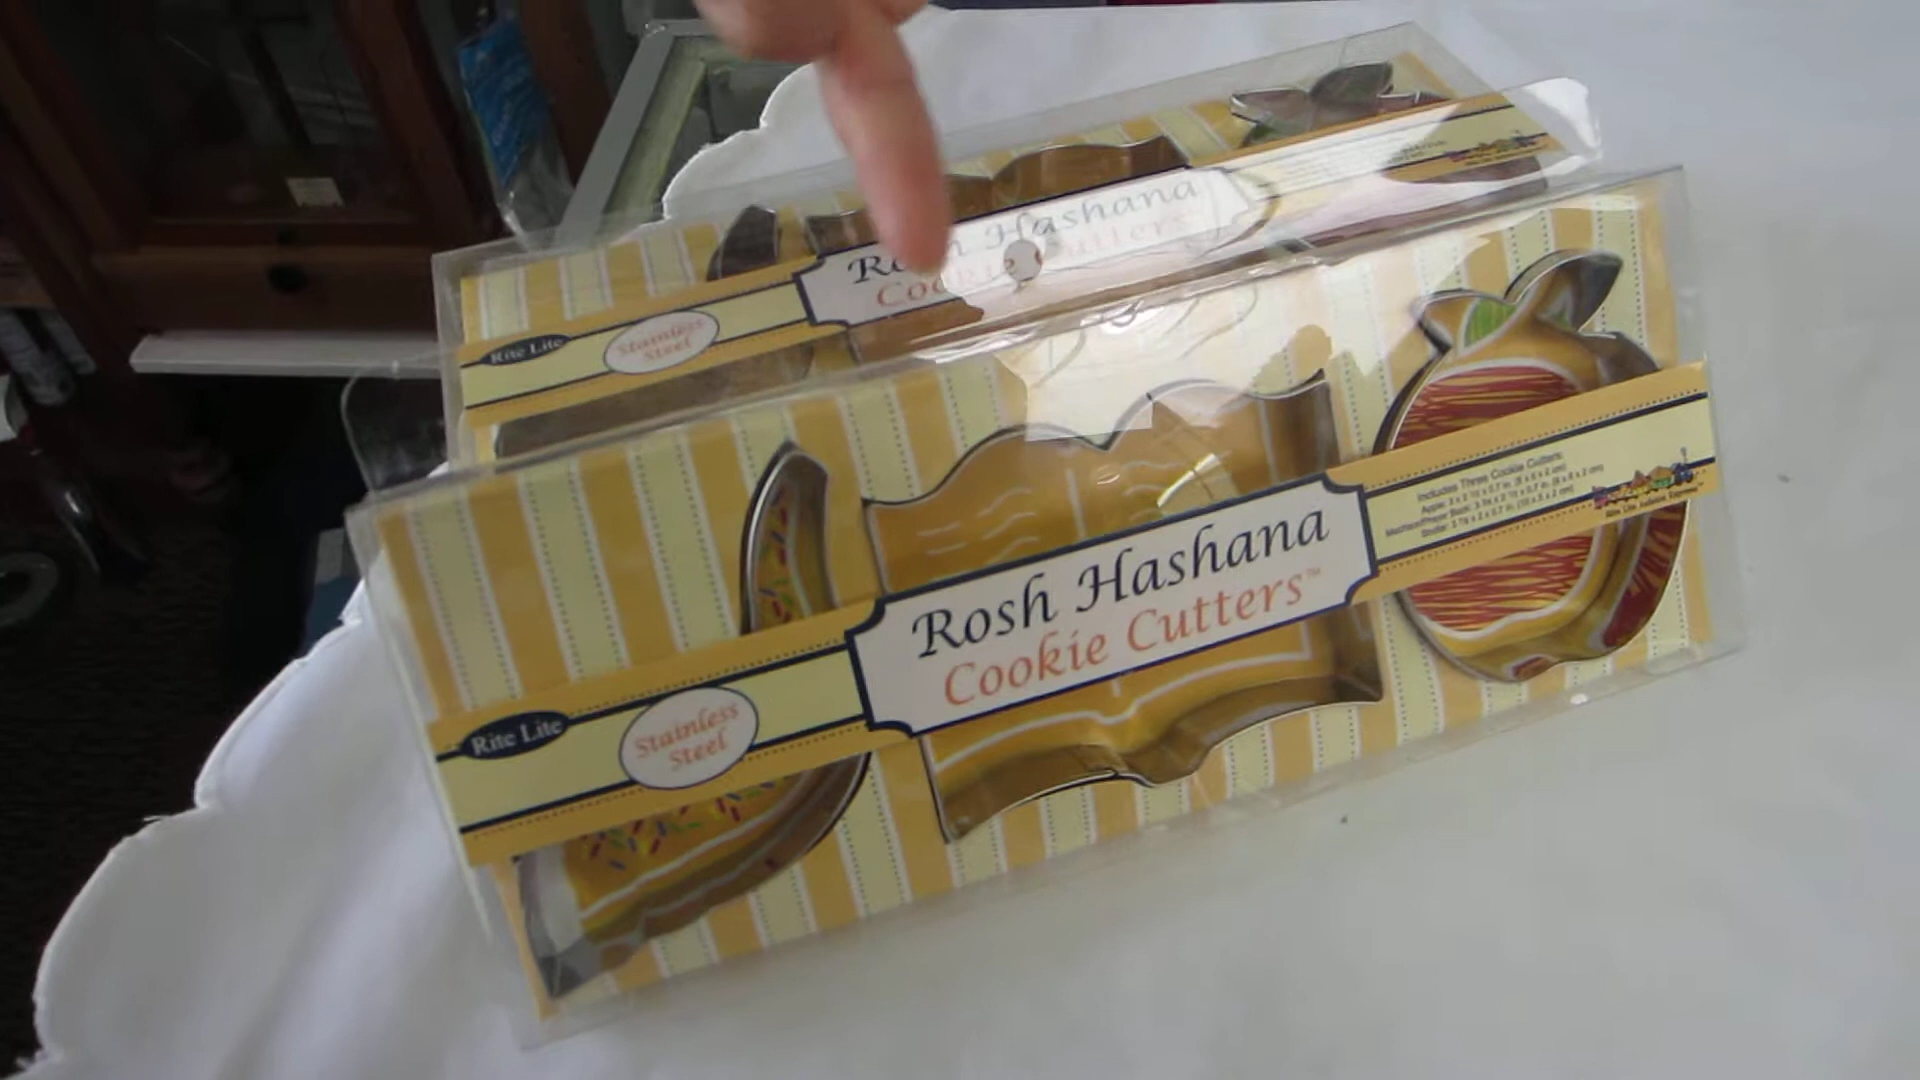 Rosh Hashana
Cookie Cutters
Rite Lite
Stainless
Steel
Rosh Hashana
Cookie Cutters™
Rite Lite
Stainless
Steel
Includes Three Cookie Cutters: